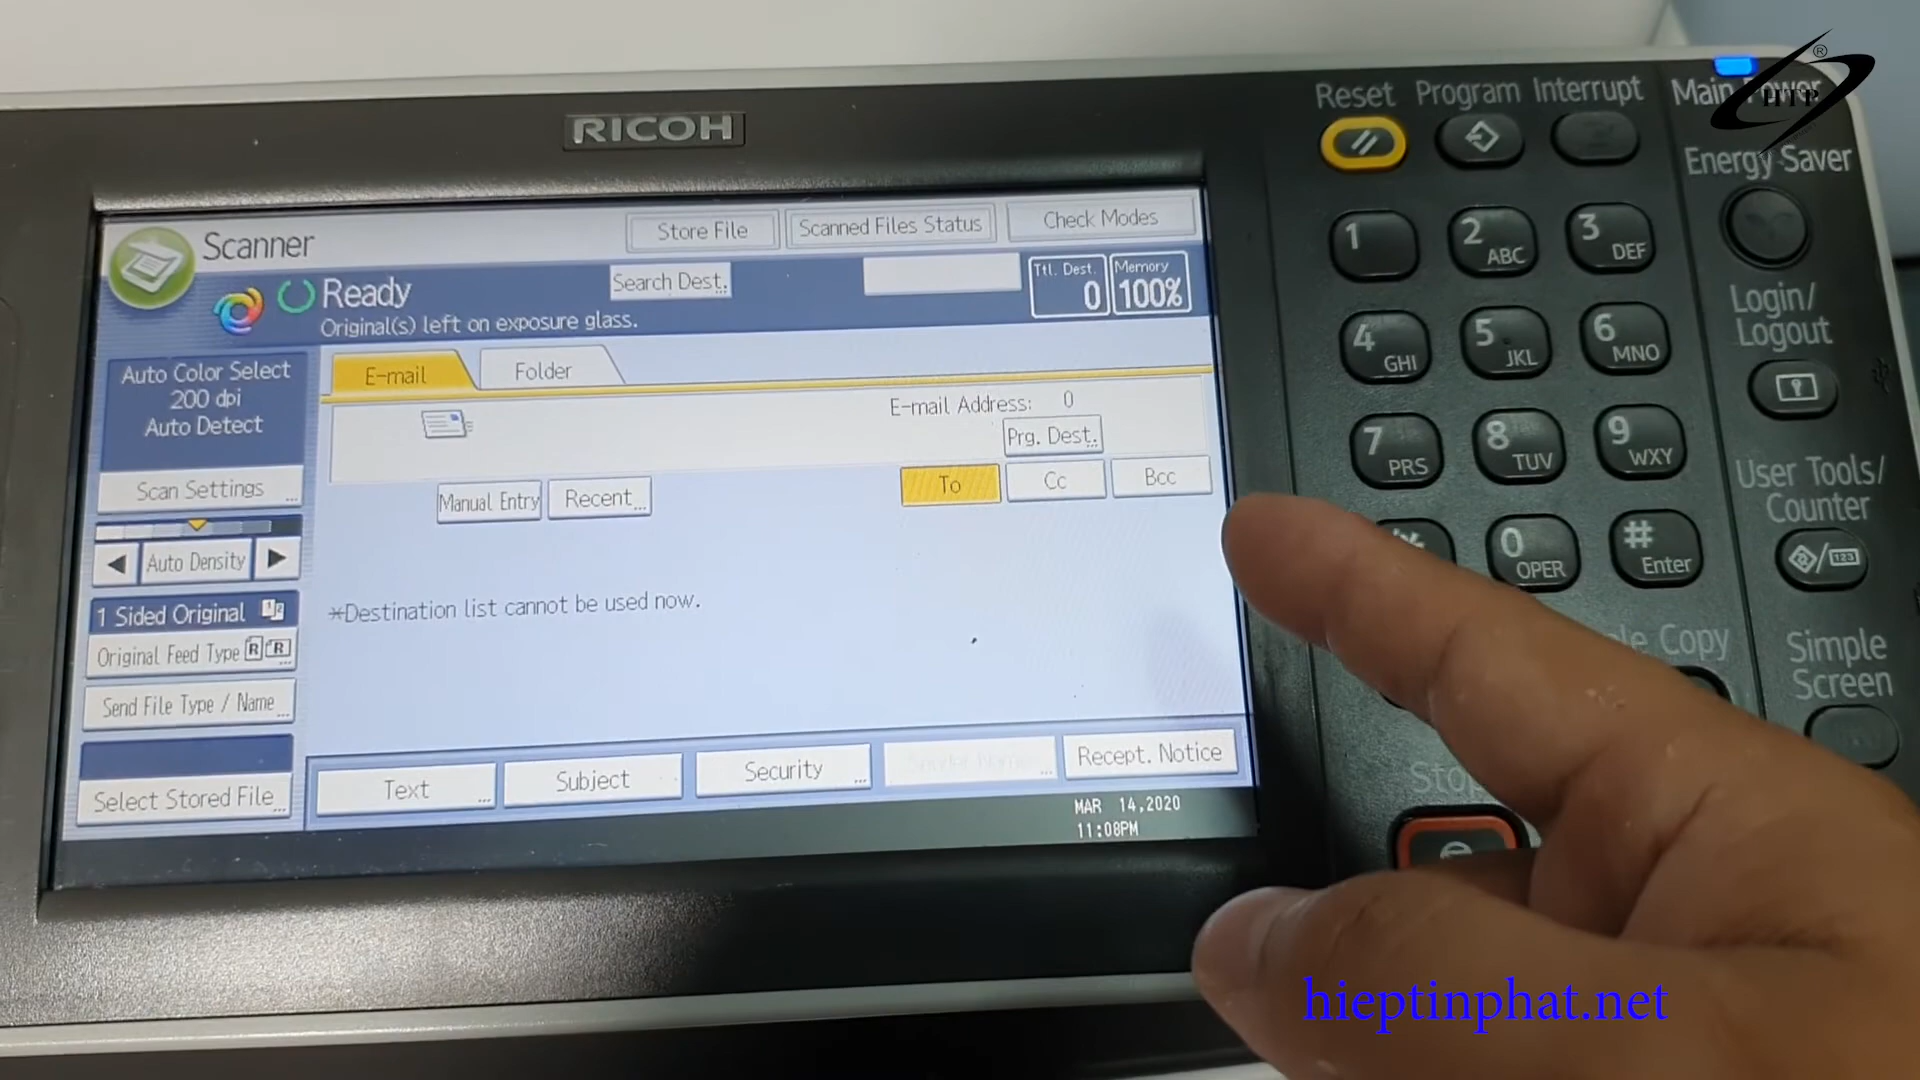 RICOH
Reset Program Interrupt
Main Power
®
HTP
Energy Saver
Scanner
Store File
Scanned Files Status
Check Modes
Ready
Search Dest.
Ttl. Dest.
0
Memory
100%
Original(s) left on exposure glass.
Auto Color Select
200 dpi
Auto Detect
E-mail
Folder
E-mail Address: 0
Prg. Dest.
Scan Settings
Manual Entry
Recent
To
Cc
Bcc
Auto Density
*Destination list cannot be used now.
1 Sided Original
Original Feed Type
R R
Send File Type / Name
Select Stored File
Text
Subject
Security
Recept. Notice
MAR 14,2020
11:08PM
1
2 ABC
3 DEF
4 GHI
5 JKL
6 MNO
7 PRS
8 TUV
9 WXY
0 OPER
# Enter
Login/
Logout
User Tools/
Counter
123
Copy
Simple
Screen
hieptinphat.net